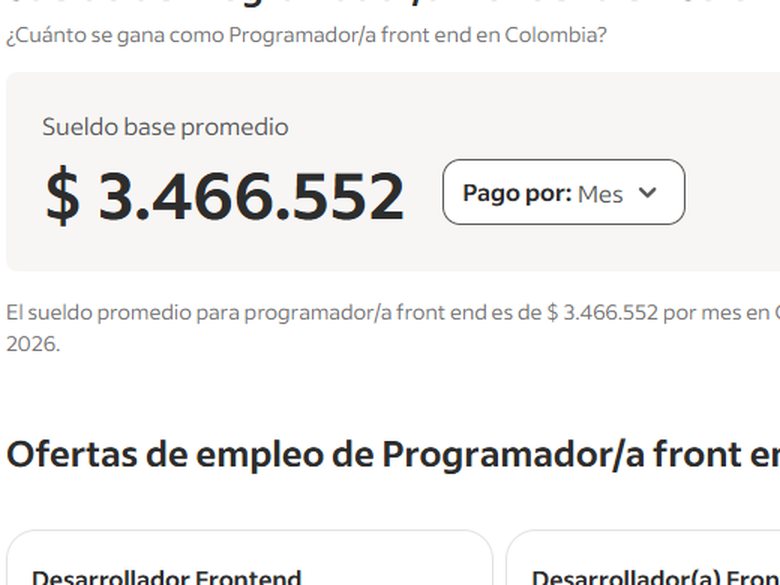 ¿Cuánto se gana como Programador/a front end en Colombia?
Sueldo base promedio
$ 3.466.552
Pago por: Mes
El sueldo promedio para programador/a front end es de $ 3.466.552 por mes en
2026.
Ofertas de empleo de Programador/a front
Desarrollador Frontend
Desarrollador(a)